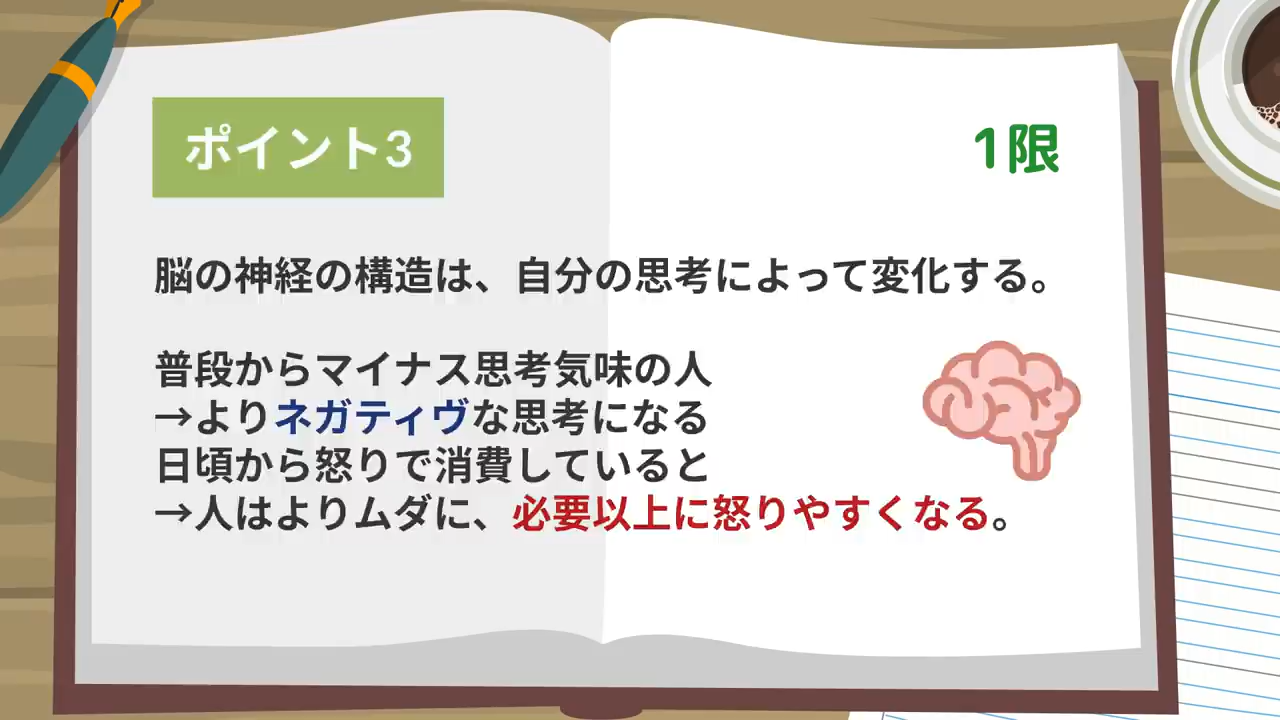 ポイント3
1限
脳の神経の構造は、自分の思考によって変化する。
普段からマイナス思考気味の人
→よりネガティヴな思考になる
日頃から怒りで消費していると
→人はよりムダに、必要以上に怒りやすくなる。